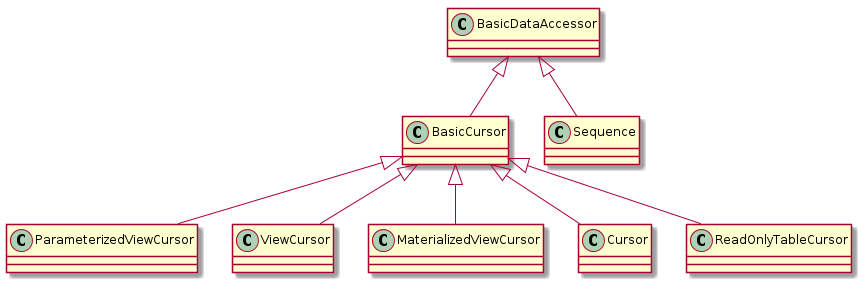 C BasicDataAccessor
C BasicCursor
C Sequence
C ParameterizedViewCursor
C ViewCursor
C MaterializedViewCursor
C Cursor
C ReadOnlyTableCursor